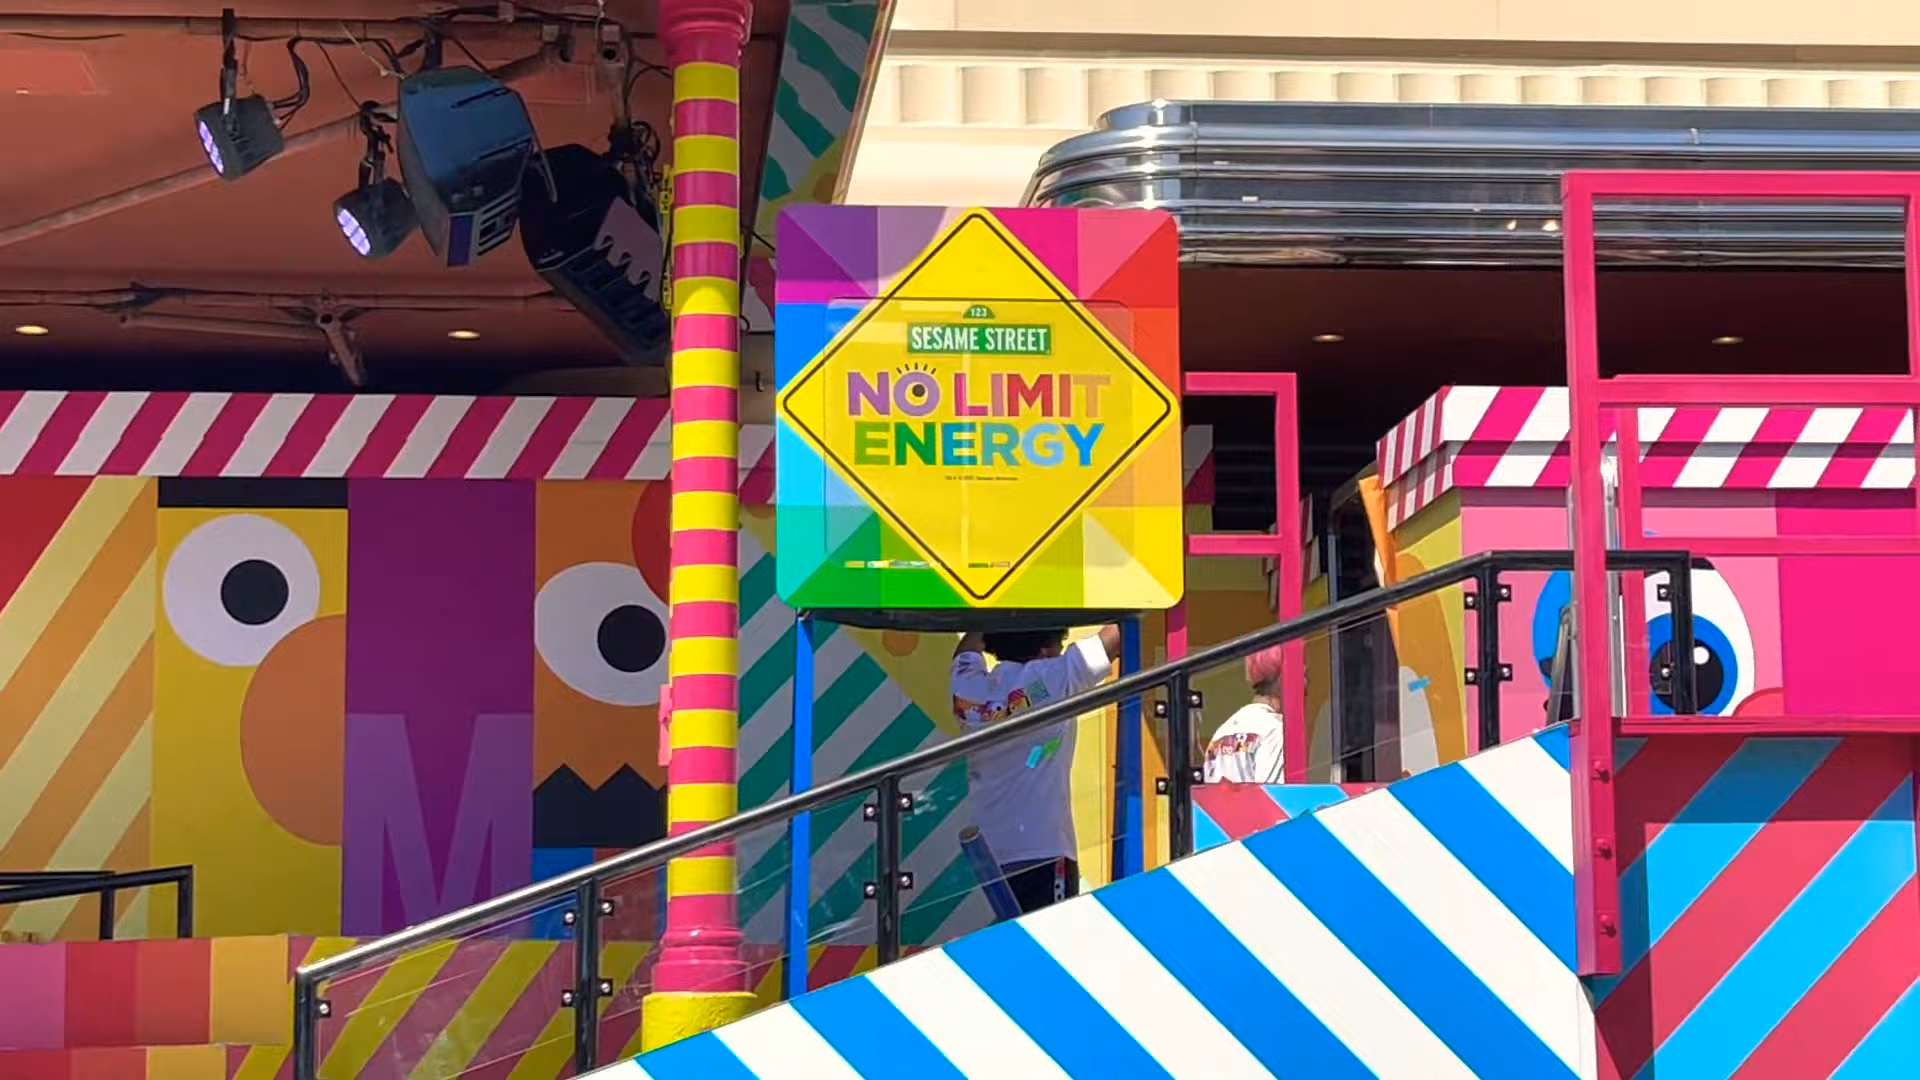 123
SESAME STREET
NO LIMIT
ENERGY
M